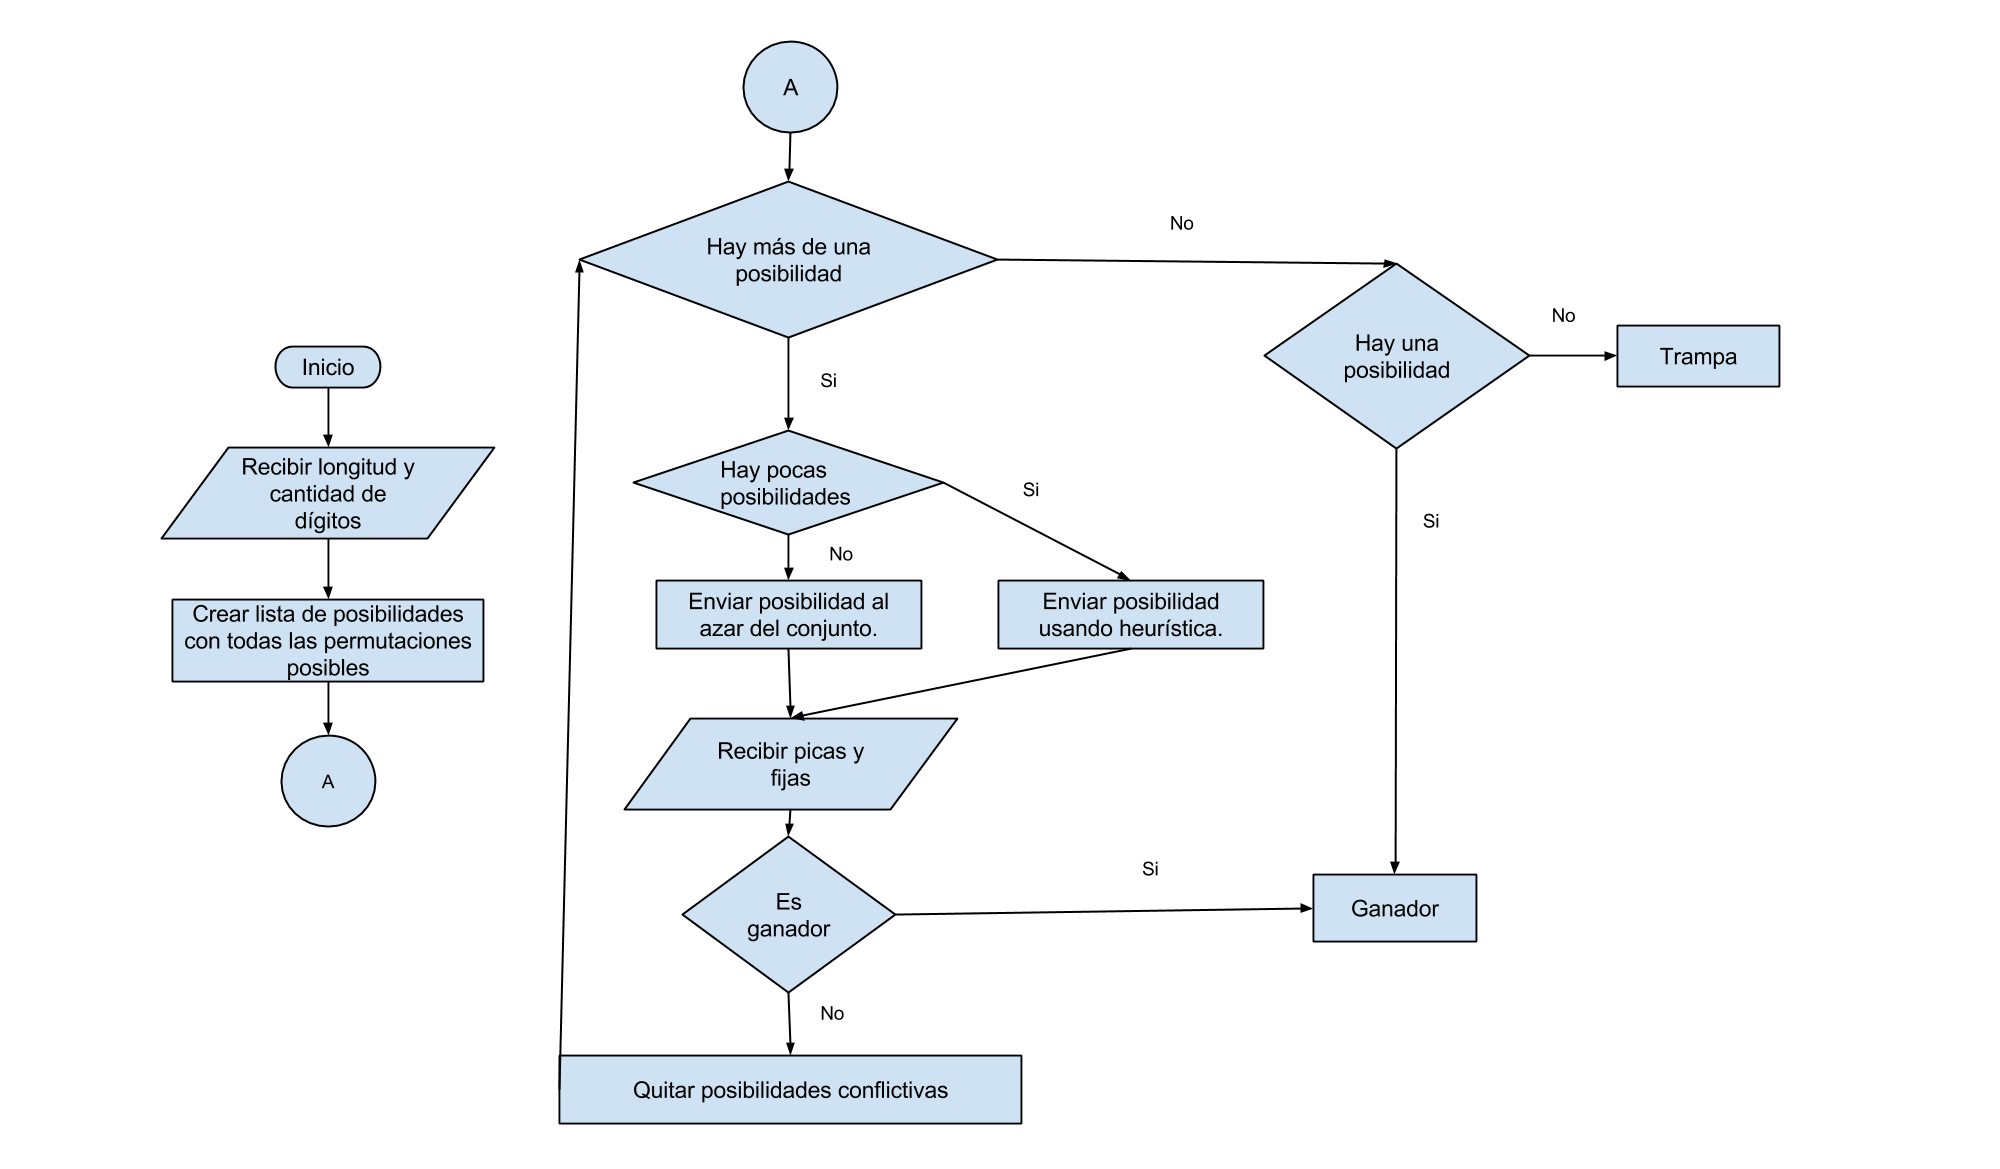 Inicio
Recibir longitud y
cantidad de
dígitos
Crear lista de posibilidades
con todas las permutaciones
posibles
A
A
Hay más de una
posibilidad
No
Si
Hay una
posibilidad
No
Trampa
Si
Hay pocas
posibilidades
Si
No
Enviar posibilidad al
azar del conjunto.
Enviar posibilidad
usando heurística.
Recibir picas y
fijas
Es
ganador
Si
Ganador
No
Quitar posibilidades conflictivas